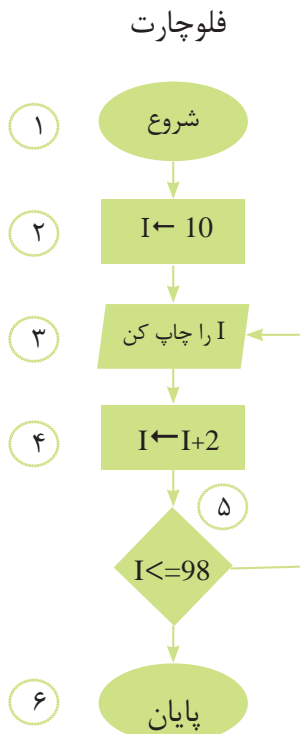 فلوچارت
۱
شروع
۲
I← 10
۳
I را چاپ کن
۴
I←I+2
۵
I<=98
۶
پایان